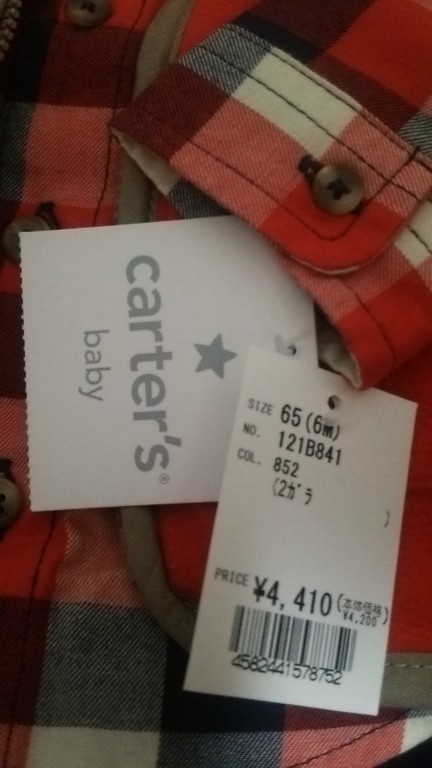 carter's®
baby
SIZE 65(6M)
NO. 121B841
COL. 852
(2ガラ
)
PRICE ¥4,410(本体価格)
¥4,200
4582441578752